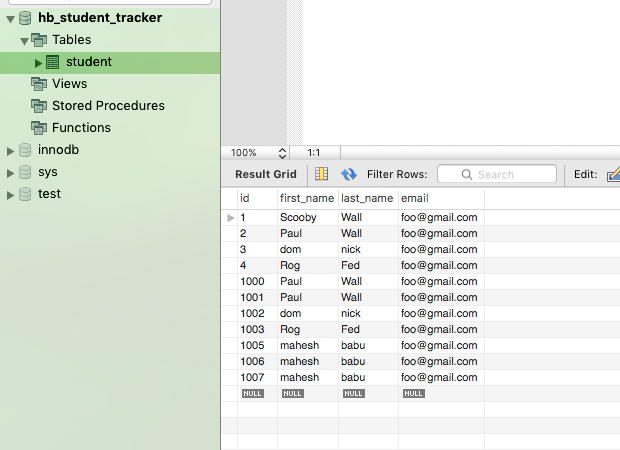 hb_student_tracker
Tables
student
Views
Stored Procedures
Functions
innodb
sys
test
100% 1:1
Result Grid Filter Rows: Search Edit:
id first_name last_name email
1 Scooby Wall foo@gmail.com
2 Paul Wall foo@gmail.com
3 dom nick foo@gmail.com
4 Rog Fed foo@gmail.com
1000 Paul Wall foo@gmail.com
1001 Paul Wall foo@gmail.com
1002 dom nick foo@gmail.com
1003 Rog Fed foo@gmail.com
1005 mahesh babu foo@gmail.com
1006 mahesh babu foo@gmail.com
1007 mahesh babu foo@gmail.com
NULL NULL NULL NULL